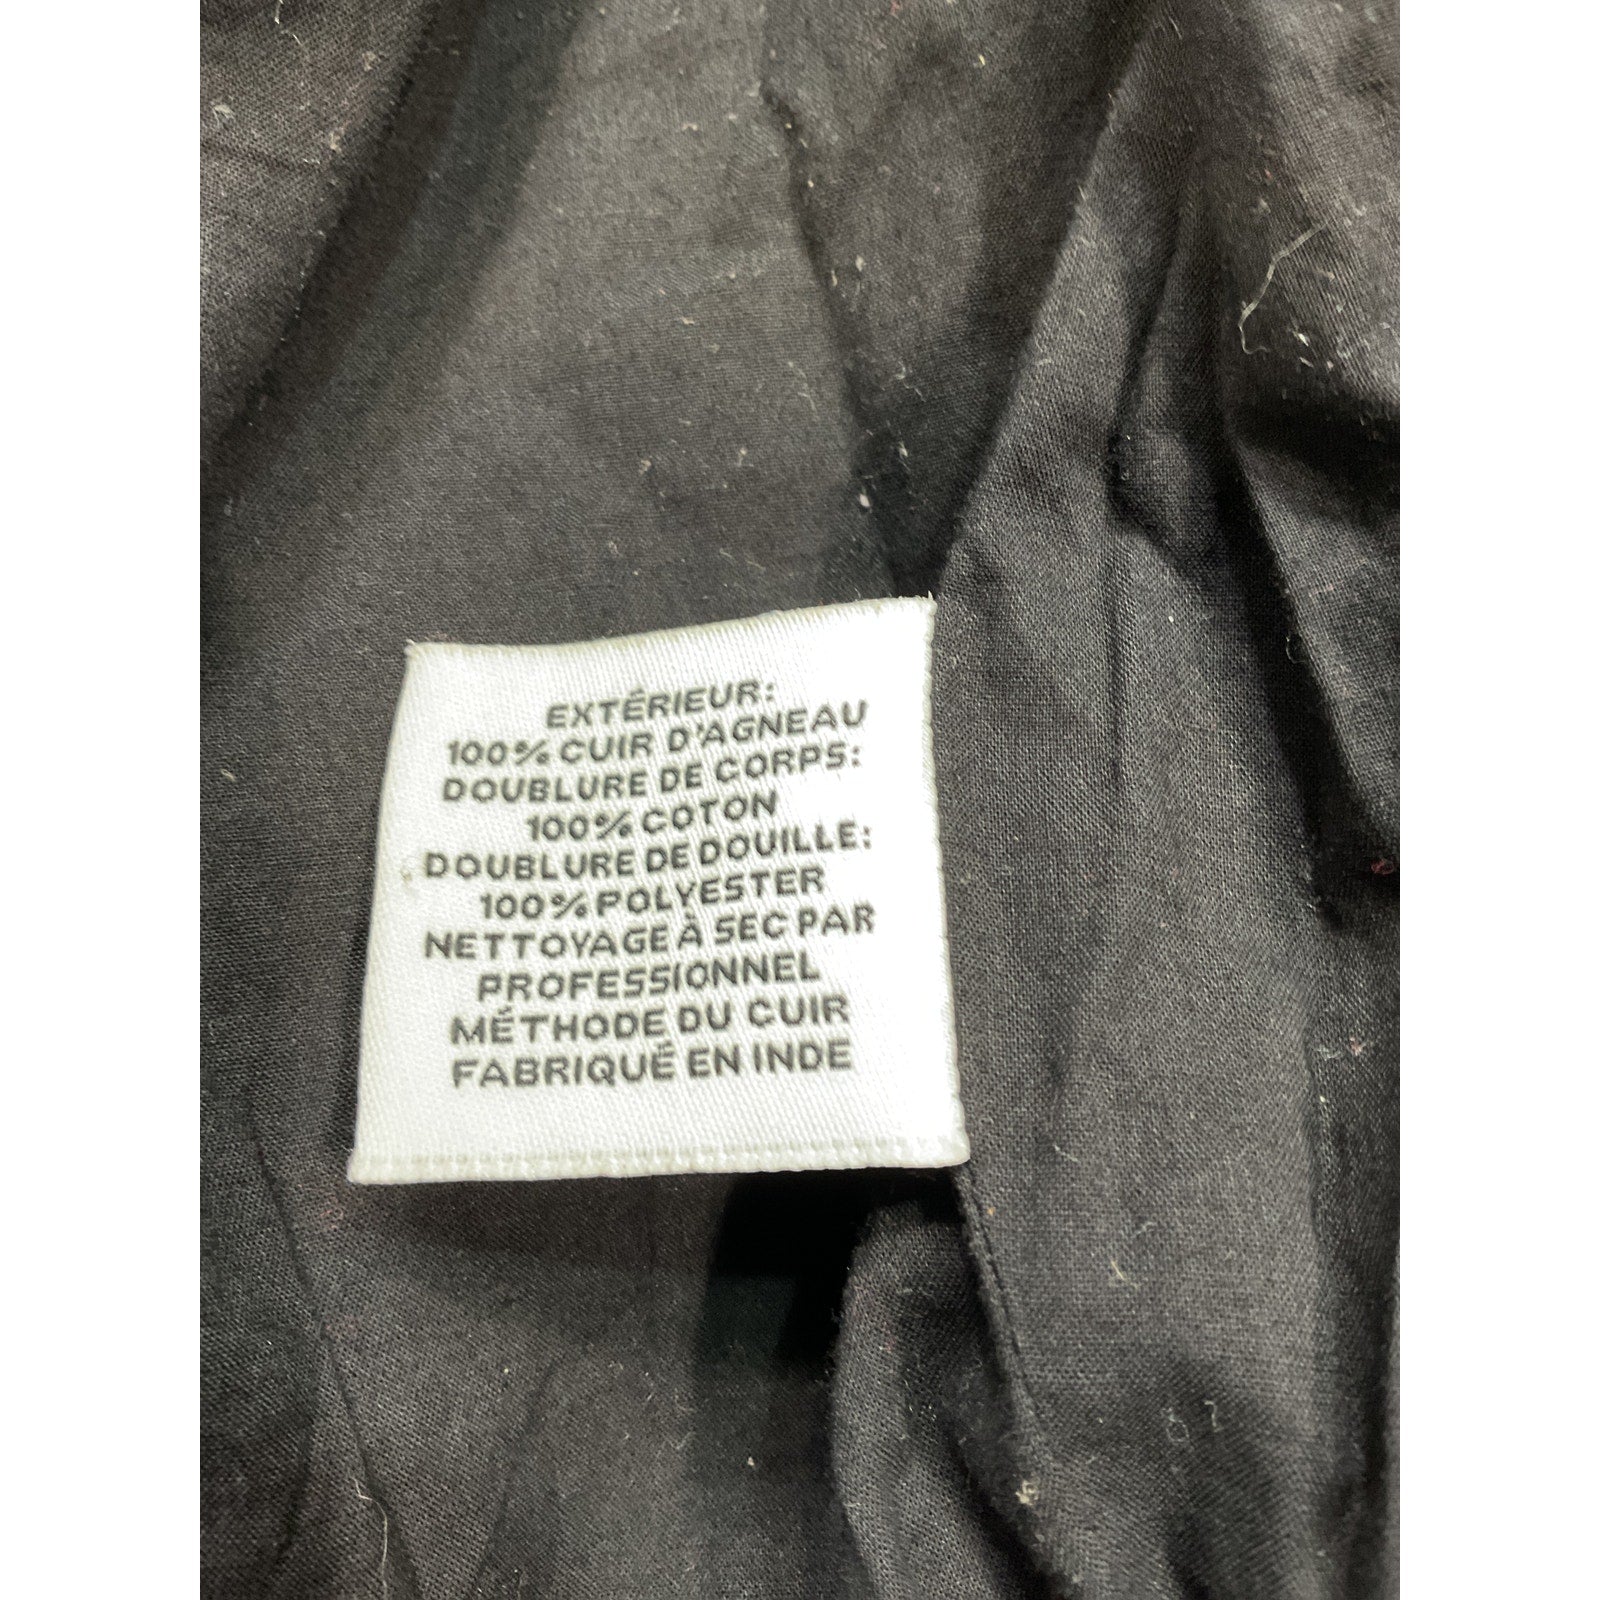 EXTÉRIEUR:
100% CUIR D'AGNEAU
DOUBLURE DE CORPS:
100% COTON
DOUBLURE DE DOUILLE:
100% POLYESTER
NETTOYAGE À SEC PAR
PROFESSIONNEL
MÉTHODE DU CUIR
FABRIQUÉ EN INDE